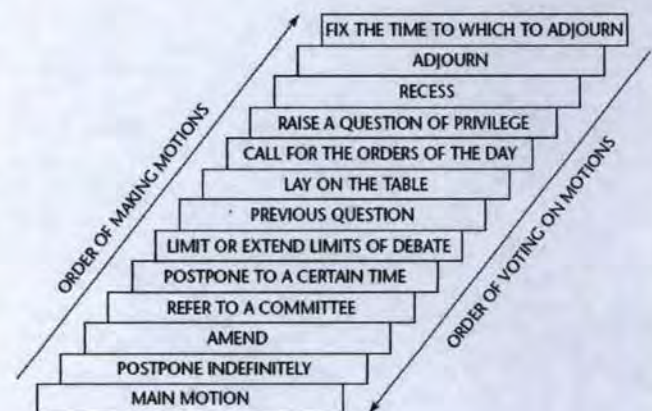 FIX THE TIME TO WHICH TO ADJOURN
ADJOURN
RECESS
RAISE A QUESTION OF PRIVILEGE
CALL FOR THE ORDERS OF THE DAY
LAY ON THE TABLE
PREVIOUS QUESTION
LIMIT OR EXTEND LIMITS OF DEBATE
POSTPONE TO A CERTAIN TIME
REFER TO A COMMITTEE
AMEND
POSTPONE INDEFINITELY
MAIN MOTION
ORDER OF MAKING MOTIONS
ORDER OF VOTING ON MOTIONS